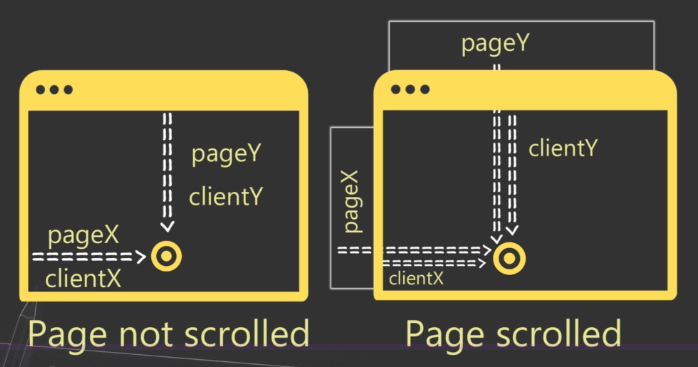 pageY
clientY
pageX
clientX
Page not scrolled
pageY
clientY
pageX
clientX
Page scrolled